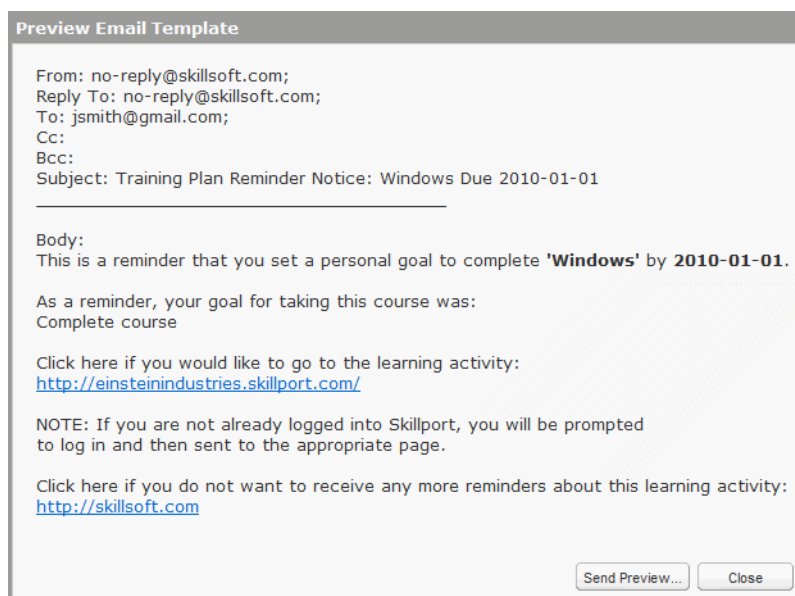 Preview Email Template
From: no-reply@skillsoft.com;
Reply To: no-reply@skillsoft.com;
To: jsmith@gmail.com;
Cc:
Bcc:
Subject: Training Plan Reminder Notice: Windows Due 2010-01-01
Body:
This is a reminder that you set a personal goal to complete 'Windows' by 2010-01-01.
As a reminder, your goal for taking this course was:
Complete course
Click here if you would like to go to the learning activity:
http://einsteinindustries.skillport.com/
NOTE: If you are not already logged into Skillport, you will be prompted
to log in and then sent to the appropriate page.
Click here if you do not want to receive any more reminders about this learning activity:
http://skillsoft.com
Send Preview... Close